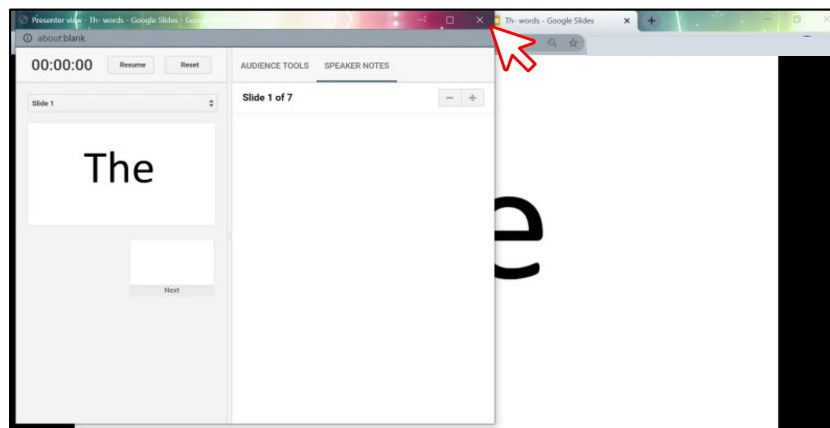 Presenter view - Th- words - Google Slides - Google
Th- words - Google Slides
about:blank
00:00:00
Resume
Reset
AUDIENCE TOOLS
SPEAKER NOTES
Slide 1
Slide 1 of 7
The
e
Next